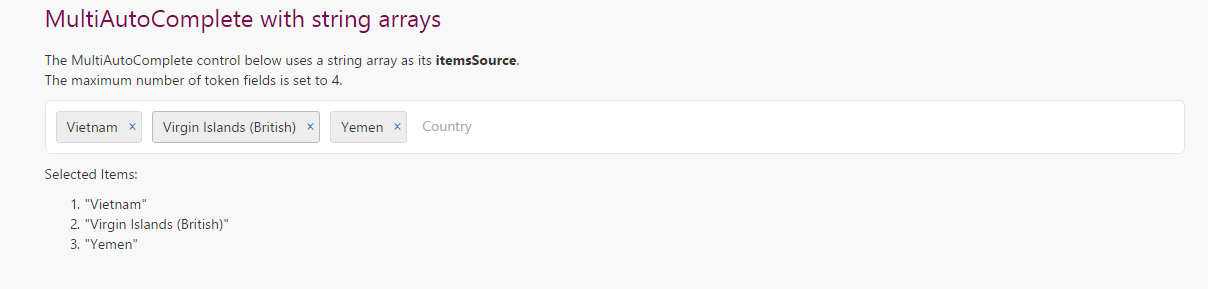 MultiAutoComplete with string arrays
The MultiAutoComplete control below uses a string array as its itemsSource.
The maximum number of token fields is set to 4.
Vietnam × Virgin Islands (British) × Yemen × Country
Selected Items:
1. "Vietnam"
2. "Virgin Islands (British)"
3. "Yemen"